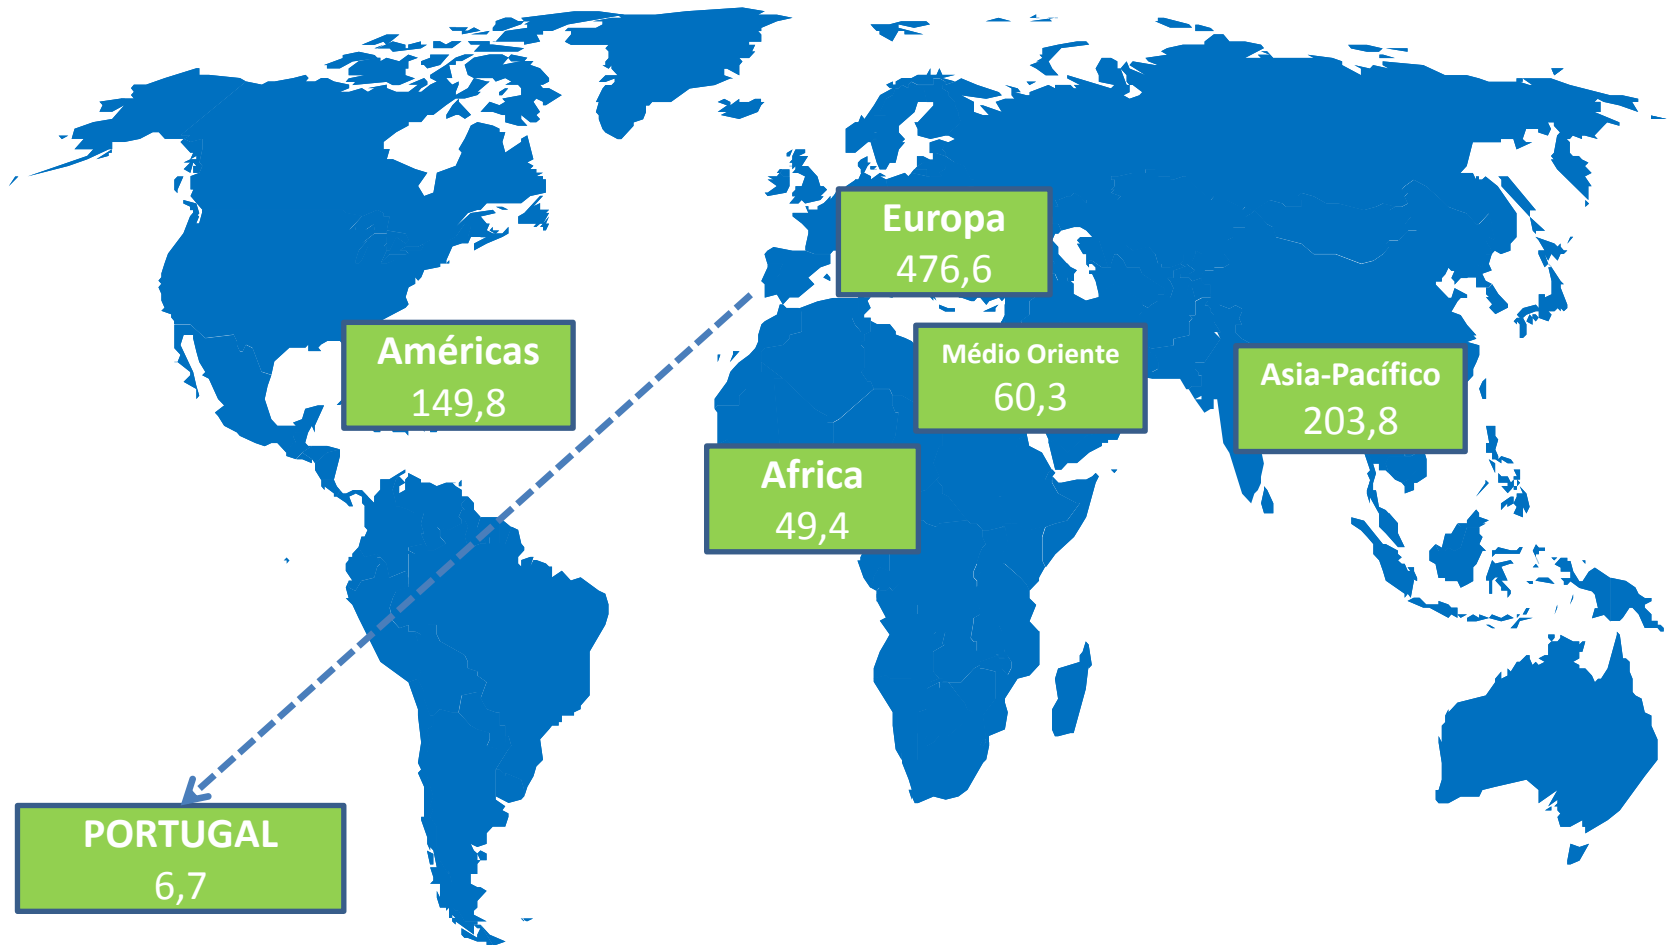 Europa
476,6
Américas
149,8
Médio Oriente
60,3
Asia-Pacífico
203,8
Africa
49,4
PORTUGAL
6,7